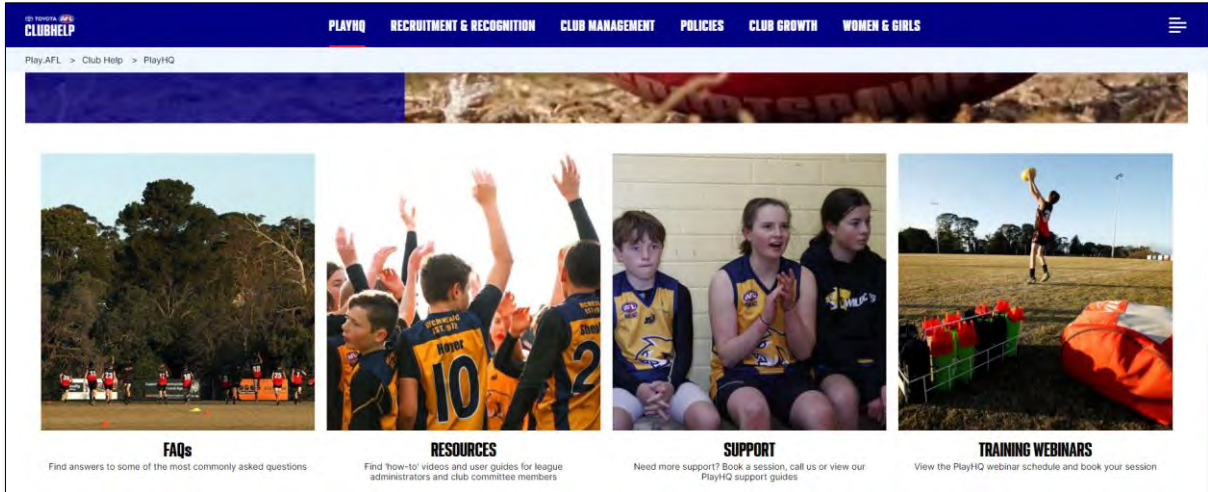 TOYOTA AFL
CLUBHELP
PLAYHQ RECRUITMENT & RECOGNITION CLUB MANAGEMENT POLICIES CLUB GROWTH WOMEN & GIRLS
Play.AFL > Club Help > PlayHQ
Hoyer
10
2
FAQs
Find answers to some of the most commonly asked questions
RESOURCES
Find 'how-to' videos and user guides for league
administrators and club committee members
SUPPORT
Need more support? Book a session, call us or view our
PlayHQ support guides
TRAINING WEBINARS
View the PlayHQ webinar schedule and book your session